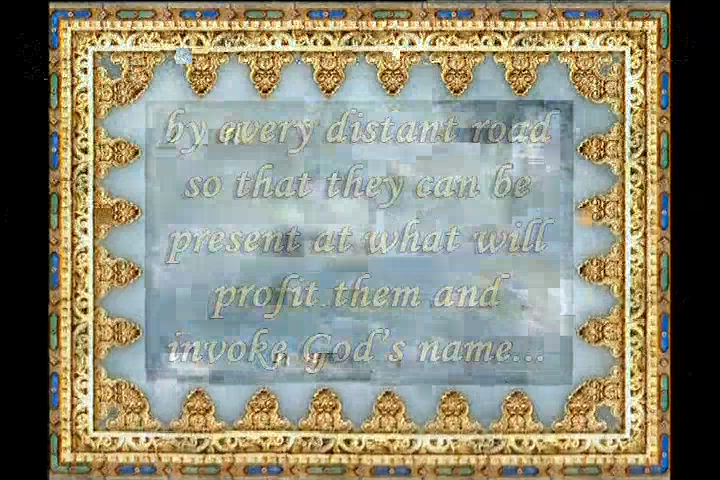 by every distant road
so that they can be
present at what will
profit them and
invoke God's name...